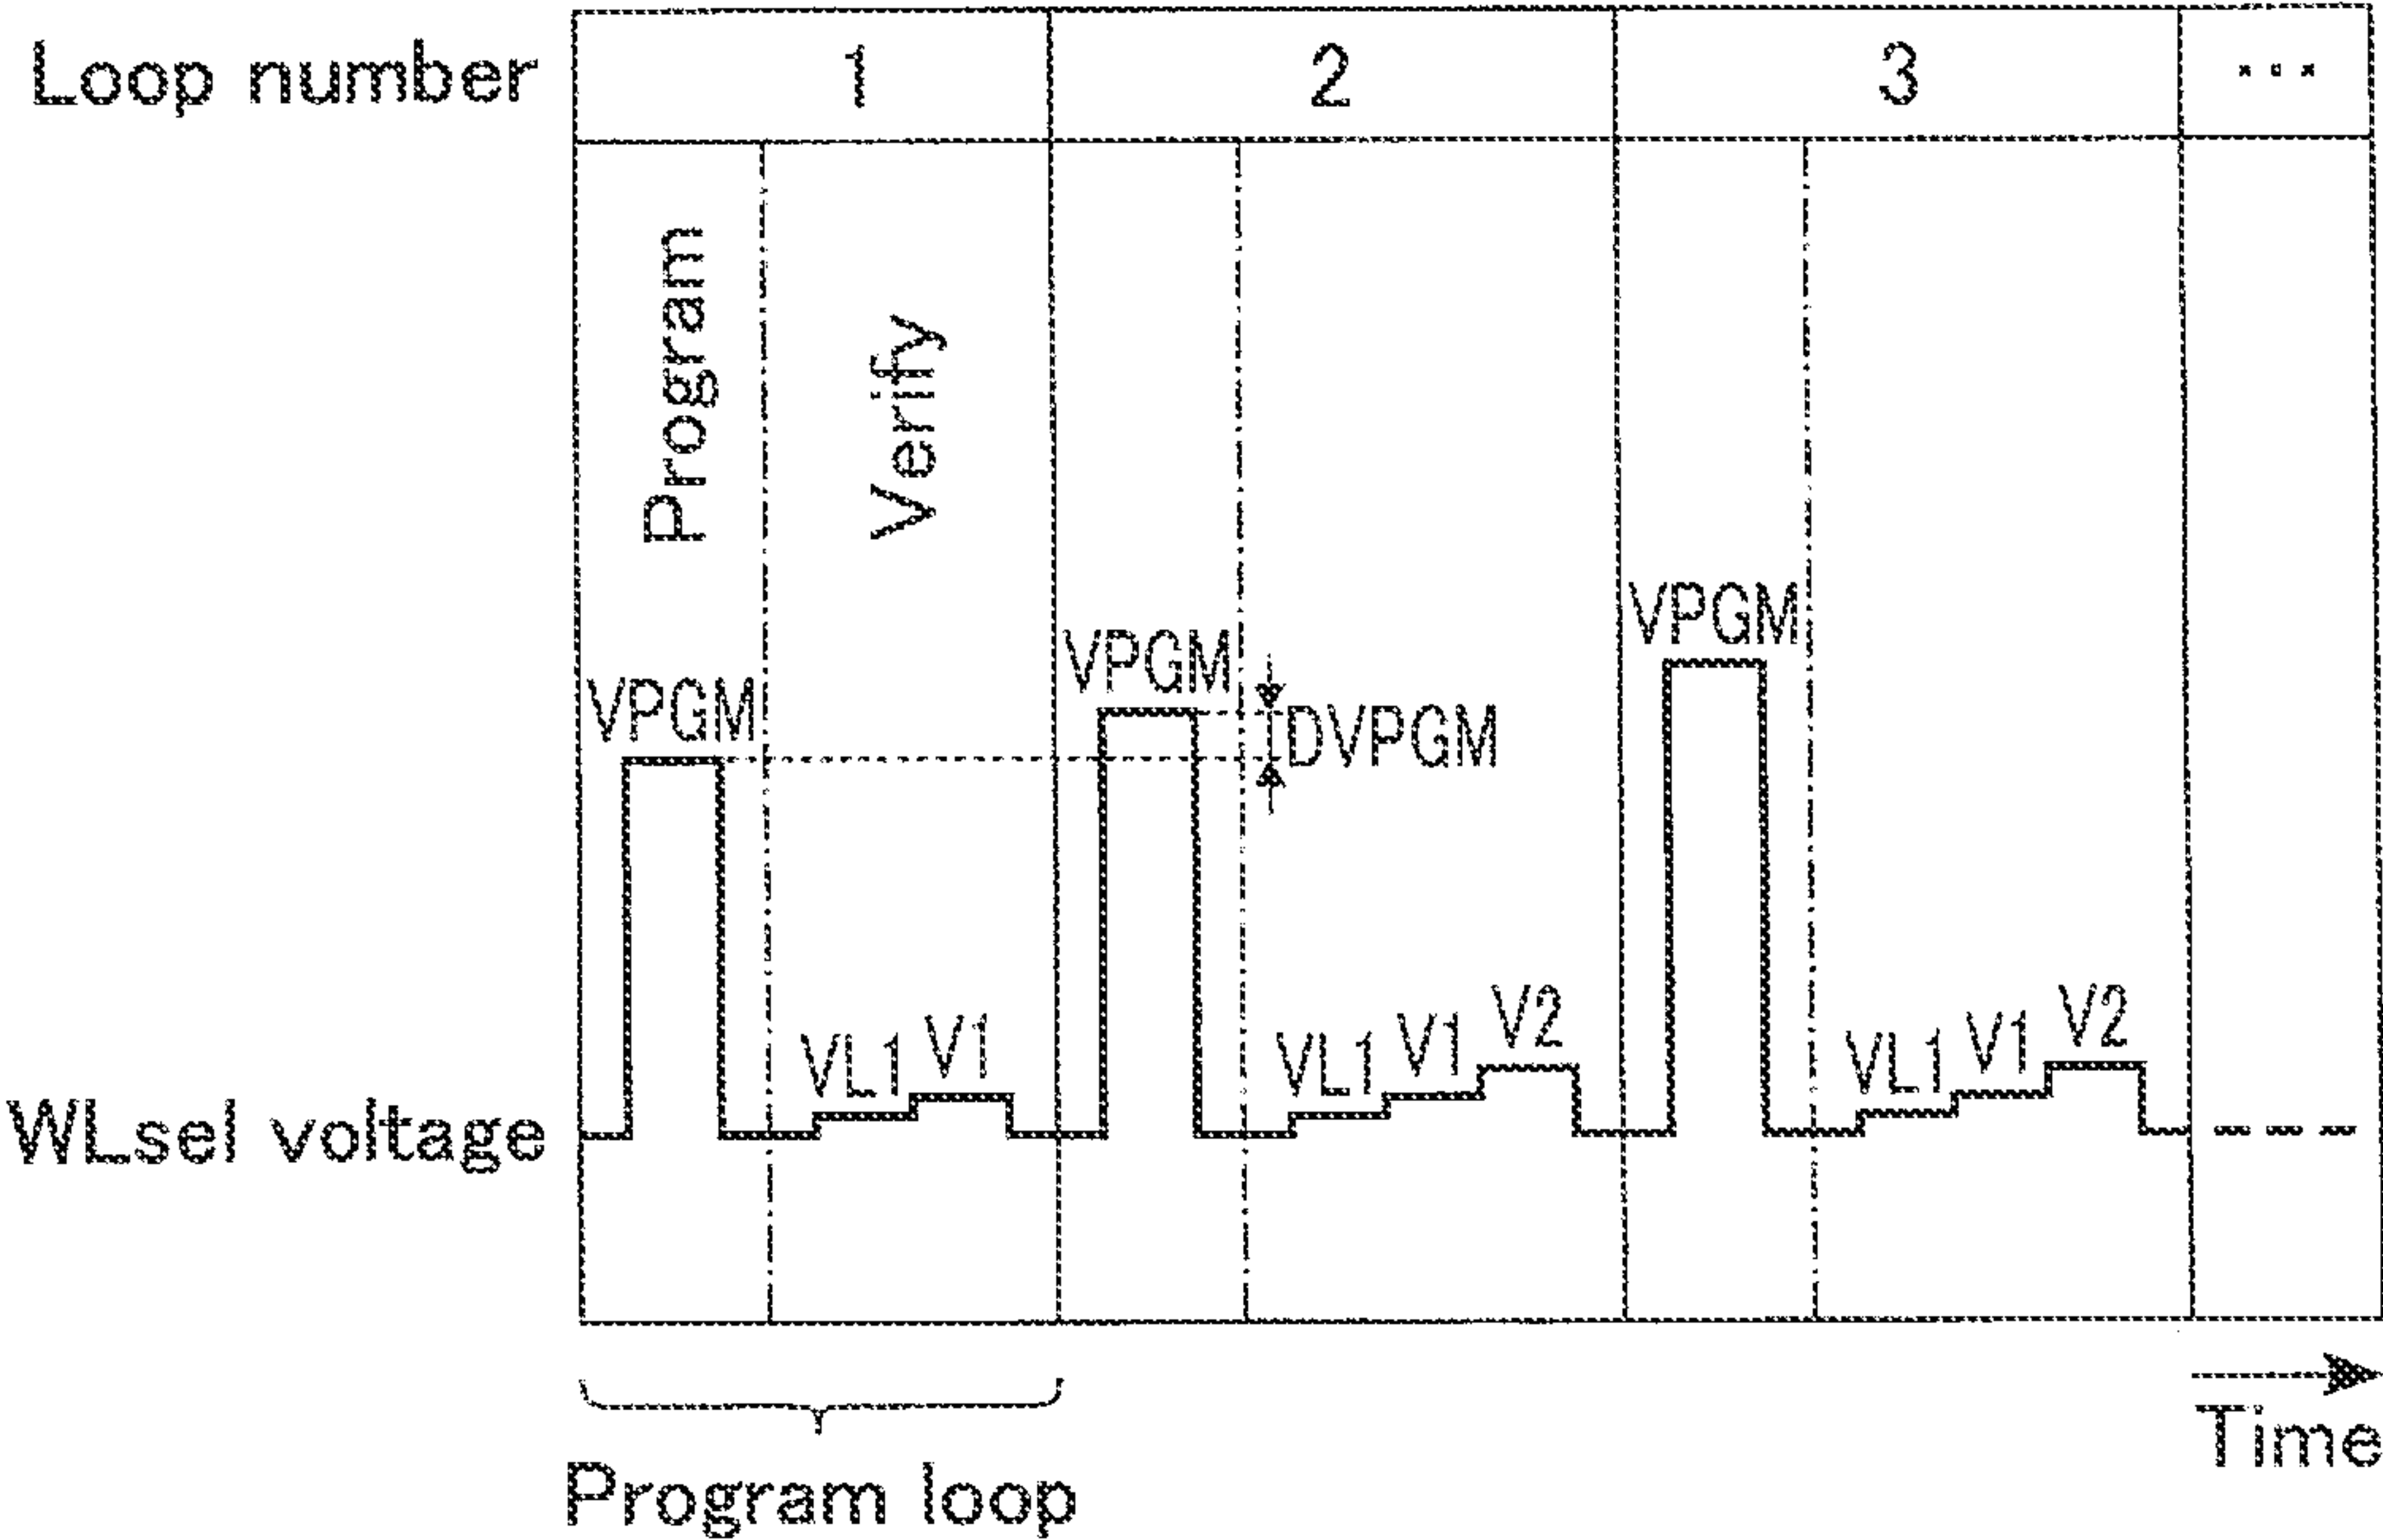 Loop number 1 2 3 ...
Program
Verify
VPGM
VPGM
VPGM
DVPGM
WLsel voltage
VL1 V1
VL1 V1 V2
VL1 V1 V2
Program loop
Time